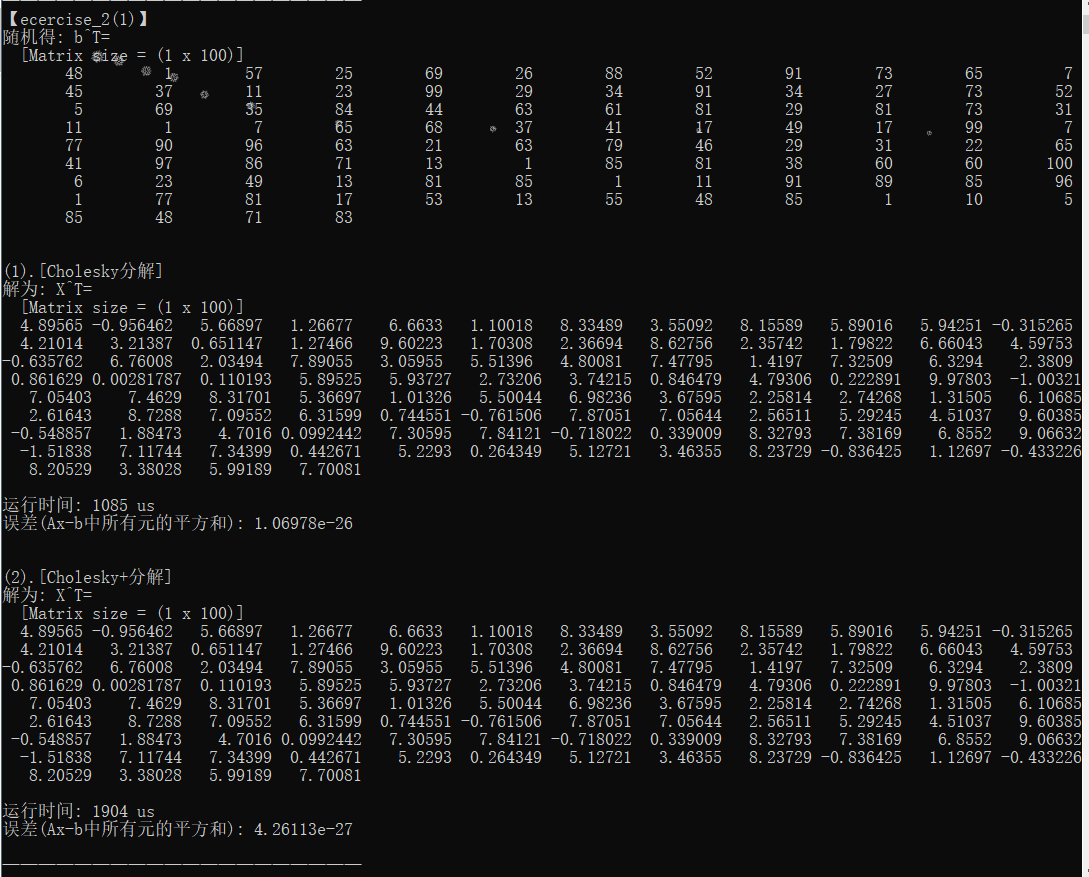 【ecercise_2(1)】
随机得: b^T=
[Matrix size = (1 x 100)]
48 1 57 25 69 26 88 52 91 73 65 7
45 37 11 23 99 29 34 91 34 27 73 52
5 69 35 84 44 63 61 81 29 81 73 31
11 1 7 65 68 37 41 17 49 17 99 7
77 90 96 63 21 63 79 46 29 31 22 65
41 97 86 71 13 1 85 81 38 60 60 100
6 23 49 13 81 85 1 11 91 89 85 96
1 77 81 17 53 13 55 48 85 1 10 5
85 48 71 83
(1).[Cholesky分解]
解为: X^T=
[Matrix size = (1 x 100)]
4.89565 -0.956462 5.66897 1.26677 6.6633 1.10018 8.33489 3.55092 8.15589 5.89016 5.94251 -0.315265
4.21014 3.21387 0.651147 1.27466 9.60223 1.70308 2.36694 8.62756 2.35742 1.79822 6.66043 4.59753
-0.635762 6.76008 2.03494 7.89055 3.05955 5.51396 4.80081 7.47795 1.4197 7.32509 6.3294 2.3809
0.861629 0.00281787 0.110193 5.89525 5.93727 2.73206 3.74215 0.846479 4.79306 0.222891 9.97803 -1.00321
7.05403 7.4629 8.31701 5.36697 1.01326 5.50044 6.98236 3.67595 2.25814 2.74268 1.31505 6.10685
2.61643 8.7288 7.09552 6.31599 0.744551 -0.761506 7.87051 7.05644 2.56511 5.29245 4.51037 9.60385
-0.548857 1.88473 4.7016 0.0992442 7.30595 7.84121 -0.718022 0.339009 8.32793 7.38169 6.8552 9.06632
-1.51838 7.11744 7.34399 0.442671 5.2293 0.264349 5.12721 3.46355 8.23729 -0.836425 1.12697 -0.433226
8.20529 3.38028 5.99189 7.70081
运行时间: 1085 us
误差(Ax-b中所有元的平方和): 1.06978e-26
(2).[Cholesky+分解]
解为: X^T=
[Matrix size = (1 x 100)]
4.89565 -0.956462 5.66897 1.26677 6.6633 1.10018 8.33489 3.55092 8.15589 5.89016 5.94251 -0.315265
4.21014 3.21387 0.651147 1.27466 9.60223 1.70308 2.36694 8.62756 2.35742 1.79822 6.66043 4.59753
-0.635762 6.76008 2.03494 7.89055 3.05955 5.51396 4.80081 7.47795 1.4197 7.32509 6.3294 2.3809
0.861629 0.00281787 0.110193 5.89525 5.93727 2.73206 3.74215 0.846479 4.79306 0.222891 9.97803 -1.00321
7.05403 7.4629 8.31701 5.36697 1.01326 5.50044 6.98236 3.67595 2.25814 2.74268 1.31505 6.10685
2.61643 8.7288 7.09552 6.31599 0.744551 -0.761506 7.87051 7.05644 2.56511 5.29245 4.51037 9.60385
-0.548857 1.88473 4.7016 0.0992442 7.30595 7.84121 -0.718022 0.339009 8.32793 7.38169 6.8552 9.06632
-1.51838 7.11744 7.34399 0.442671 5.2293 0.264349 5.12721 3.46355 8.23729 -0.836425 1.12697 -0.433226
8.20529 3.38028 5.99189 7.70081
运行时间: 1904 us
误差(Ax-b中所有元的平方和): 4.26113e-27